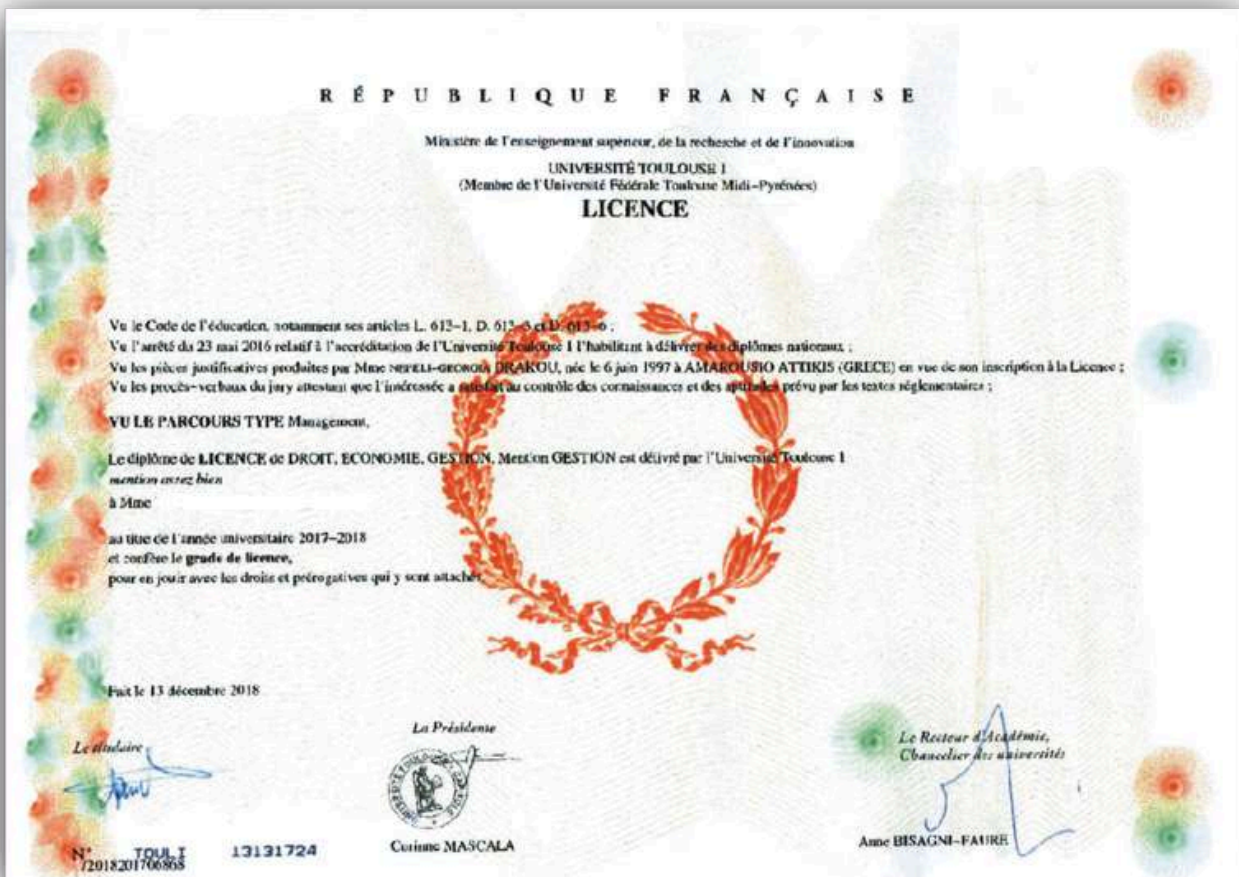 RÉPUBLIQUE FRANÇAISE
Ministère de l'enseignement supérieur, de la recherche et de l'innovation
UNIVERSITÉ TOULOUSE 1
(Membre de l'Université Fédérale Toulouse Midi-Pyrénées)
LICENCE
Vu le Code de l'éducation, notamment ses articles L. 613-1, D. 613-3 et D. 613-6 ;
Vu l'arrêté du 23 mai 2016 relatif à l'accréditation de l'Université Toulouse 1 l'habilitant à délivrer des diplômes nationaux ;
Vu les pièces justificatives produites par Mme NEFELI-GEORGIA DRAKOU, née le 6 juin 1997 à AMAROUSIO ATTIKIS (GRECE) en vue de son inscription à la Licence ;
Vu les procès-verbaux du jury attestant que l'intéressée a satisfait au contrôle des connaissances et des aptitudes prévu par les textes réglementaires ;
VU LE PARCOURS TYPE Management,
Le diplôme de LICENCE de DROIT, ECONOMIE, GESTION, Mention GESTION est délivré par l'Université Toulouse 1
mention assez bien
à Mme
au titre de l'année universitaire 2017-2018
et confère le grade de licence,
pour en jouir avec les droits et prérogatives qui y sont attachés.
Fait le 13 décembre 2018
Le titulaire
La Présidente
Le Recteur d'Académie,
Chancelier des universités
Corinne MASCALA
Anne BISAGNI-FAURE
N° TOUL1 13131724
/2018201706868